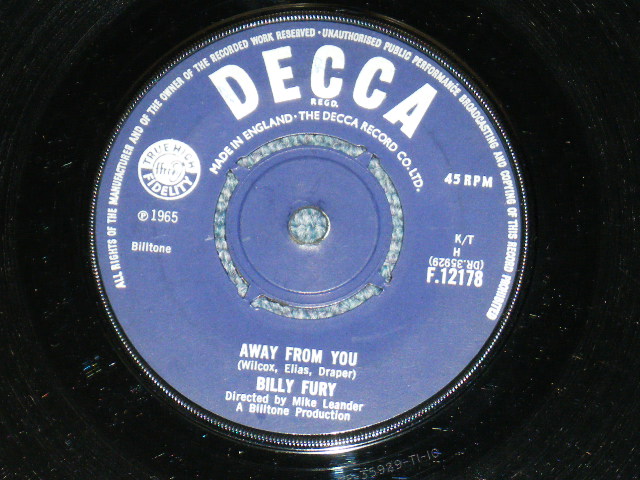 ALL RIGHTS OF THE MANUFACTURER AND OF THE OWNER OF THE RECORDED WORK RESERVED · UNAUTHORISED PUBLIC PERFORMANCE BROADCASTING AND COPYING OF THIS RECORD PROHIBITED
DECCA
REGD.
MADE IN ENGLAND · THE DECCA RECORD CO. LTD.
TRUE HIGH
ffrr
FIDELITY
45 RPM
℗ 1965
Billtone
K/T
H
(DR.35929)
F.12178
AWAY FROM YOU
(Wilcox, Elias, Draper)
BILLY FURY
Directed by Mike Leander
A Billtone Production